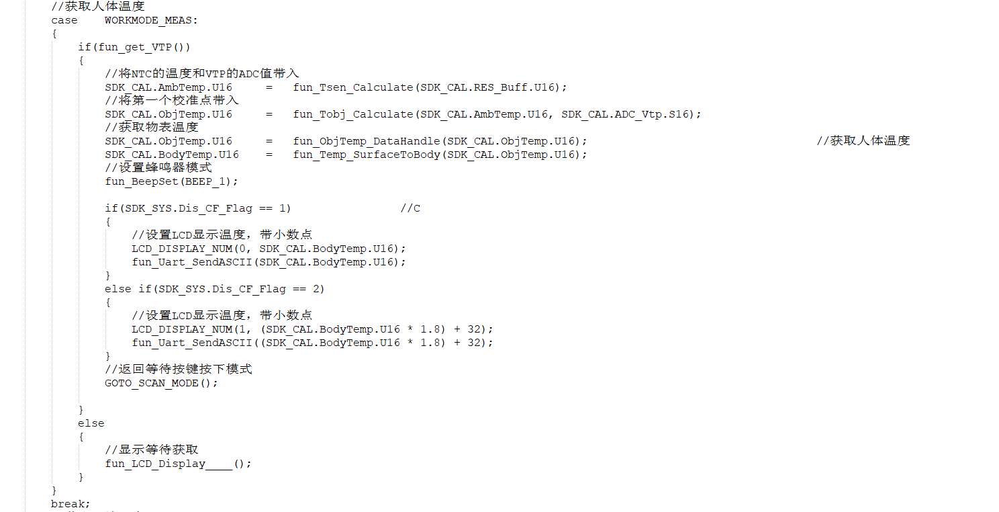 //获取人体温度
case    WORKMODE_MEAS:
{
    if(fun_get_VTP())
    {
        //将NTC的温度和VTP的ADC值带入
        SDK_CAL.AmbTemp.U16     =   fun_Tsen_Calculate(SDK_CAL.RES_Buff.U16);
        //将第一个校准点带入
        SDK_CAL.ObjTemp.U16     =   fun_Tobj_Calculate(SDK_CAL.AmbTemp.U16, SDK_CAL.ADC_Vtp.S16);
        //获取物表温度
        SDK_CAL.ObjTemp.U16     =   fun_ObjTemp_DataHandle(SDK_CAL.ObjTemp.U16);                                  //获取人体温度
        SDK_CAL.BodyTemp.U16    =   fun_Temp_SurfaceToBody(SDK_CAL.ObjTemp.U16);
        //设置蜂鸣器模式
        fun_BeepSet(BEEP_1);

        if(SDK_SYS.Dis_CF_Flag == 1)                //C
        {
            //设置LCD显示温度，带小数点
            LCD_DISPLAY_NUM(0, SDK_CAL.BodyTemp.U16);
            fun_Uart_SendASCII(SDK_CAL.BodyTemp.U16);
        }
        else if(SDK_SYS.Dis_CF_Flag == 2)
        {
            //设置LCD显示温度，带小数点
            LCD_DISPLAY_NUM(1, (SDK_CAL.BodyTemp.U16 * 1.8) + 32);
            fun_Uart_SendASCII((SDK_CAL.BodyTemp.U16 * 1.8) + 32);
        }
        //返回等待按键按下模式
        GOTO_SCAN_MODE();

    }
    else
    {
        //显示等待获取
        fun_LCD_Display____();
    }
}
break;